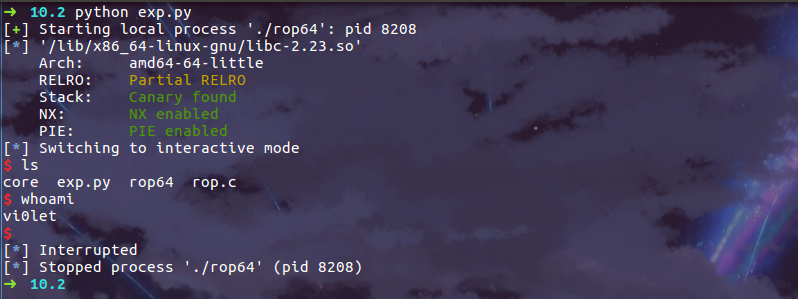 ➜ 10.2 python exp.py
[+] Starting local process './rop64': pid 8208
[*] '/lib/x86_64-linux-gnu/libc-2.23.so'
    Arch:     amd64-64-little
    RELRO:    Partial RELRO
    Stack:    Canary found
    NX:       NX enabled
    PIE:      PIE enabled
[*] Switching to interactive mode
$ ls
core  exp.py  rop64  rop.c
$ whoami
vi0let
$
[*] Interrupted
[*] Stopped process './rop64' (pid 8208)
➜ 10.2